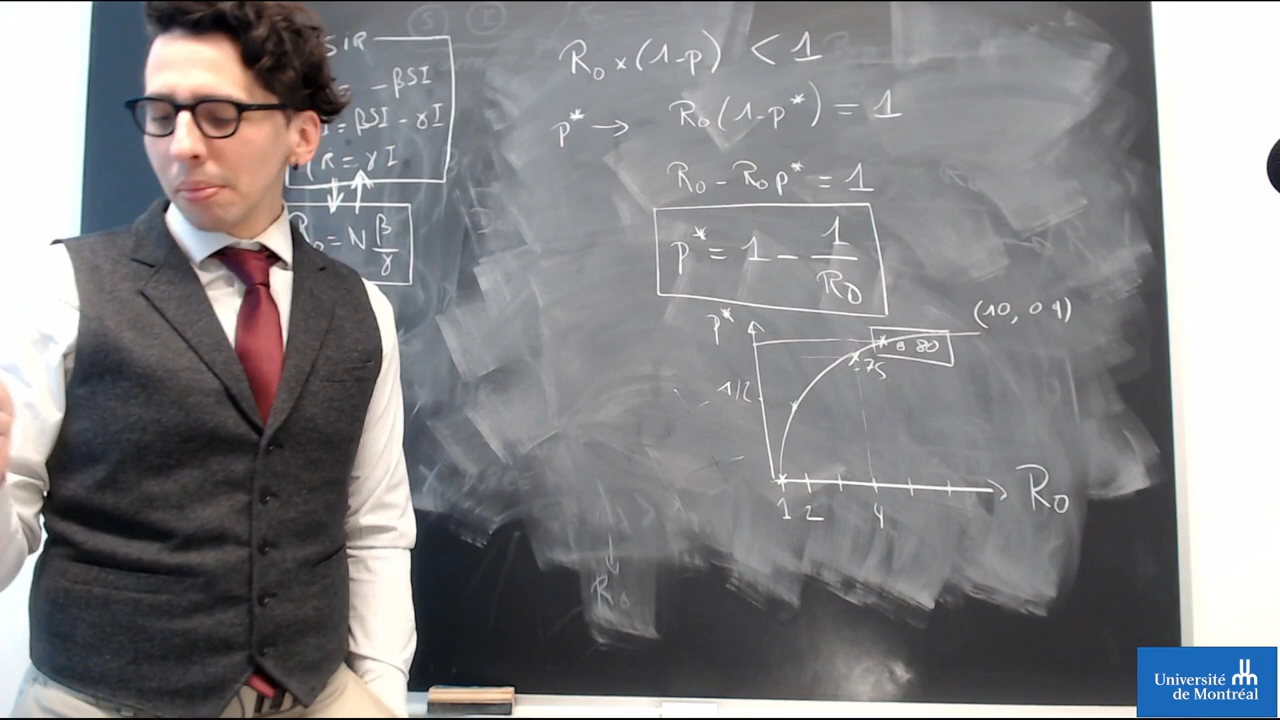 S I
SIR
- βSI
= βSI - γI
R = γI
R₀ = N β/γ
R₀ × (1-p) < 1
p* → R₀(1-p*) = 1
R₀ - R₀p* = 1
p* = 1 - 1/R₀
p*
(10, 0.9)
0.80
.75
1/2
R₀
1 2 4
R₀
Université
de Montréal